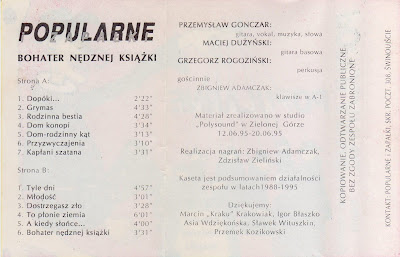 POPULARNE
BOHATER NĘDZNEJ KSIĄŻKI
Strona A:
1. Dopóki... 2'22"
2. Grymas 4'33"
3. Rodzinna bestia 4'28"
4. Dom konopi 3'34"
5. Dom-rodzinny kąt 3'13"
6. Przyzwyczajenia 3'10"
7. Kapłani szatana 3'31"
Strona B:
1. Tyle dni 4'57"
2. Młodość 3'01"
3. Dostrzegasz zło 3'28"
4. To płonie ziemia 6'01"
5. A kiedy słońce... 4'00"
6. Bohater nędznej książki 3'31"
PRZEMYSŁAW GONCZAR:
gitara, vokal, muzyka, słowa
MACIEJ DUŻYŃSKI:
gitara basowa
GRZEGORZ ROGOZIŃSKI:
perkusja
gościnnie
ZBIGNIEW ADAMCZAK:
klawisze w A-1
Materiał zrealizowano w studio
"Polysound" w Zielonej Górze
12.06.95-20.06.95
Realizacja nagrań: Zbigniew Adamczak,
Zdzisław Zieliński
Kaseta jest podsumowaniem działalności
zespołu w latach 1988-1995
Dziękujemy:
Marcin "Kraku" Krakowiak, Igor Błaszko
Asia Wdziękońska, Sławek Wituszkin,
Przemek Kozikowski
KOPIOWANIE, ODTWARZANIE PUBLICZNE
BEZ ZGODY ZESPOŁU ZABRONIONE
KONTAKT: POPULARNE I ZAPAŁKI, SKR. POCZT. 108, ŚWINOUJŚCIE